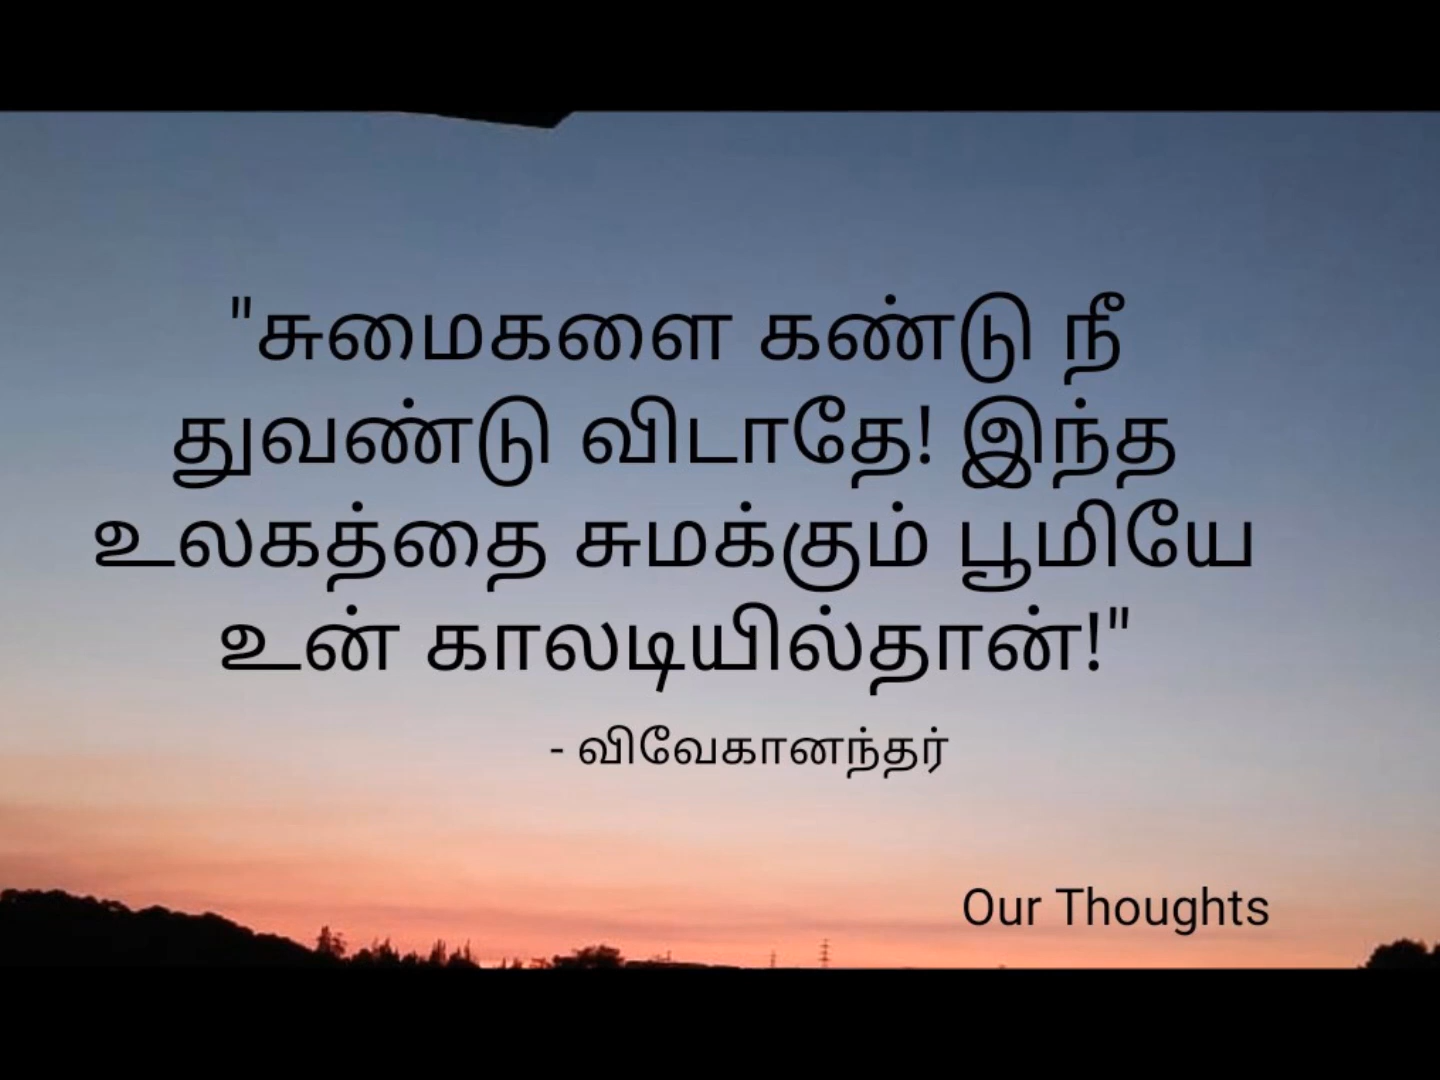 "சுமைகளை கண்டு நீ
துவண்டு விடாதே! இந்த
உலகத்தை சுமக்கும் பூமியே
உன் காலடியில்தான்!"
- விவேகானந்தர்
Our Thoughts